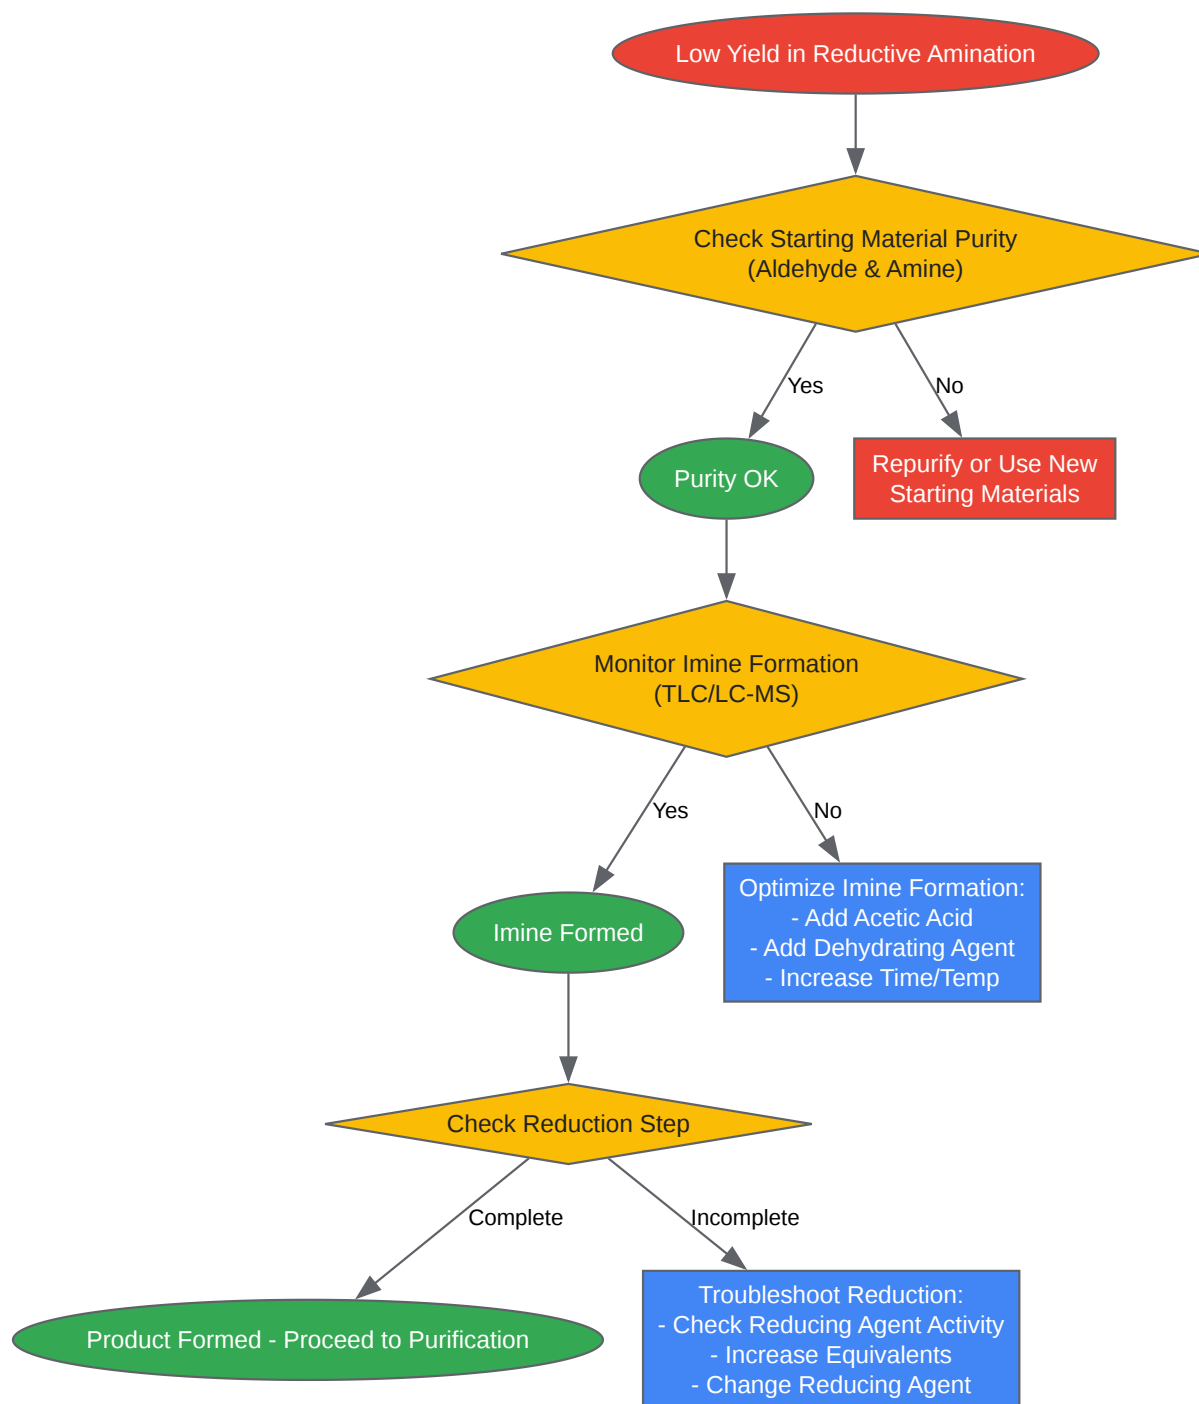 Low Yield in Reductive Amination
Check Starting Material Purity
(Aldehyde & Amine)
Yes
No
Purity OK
Repurify or Use New
Starting Materials
Monitor Imine Formation
(TLC/LC-MS)
Yes
No
Imine Formed
Optimize Imine Formation:
- Add Acetic Acid
- Add Dehydrating Agent
- Increase Time/Temp
Check Reduction Step
Complete
Incomplete
Product Formed - Proceed to Purification
Troubleshoot Reduction:
- Check Reducing Agent Activity
- Increase Equivalents
- Change Reducing Agent